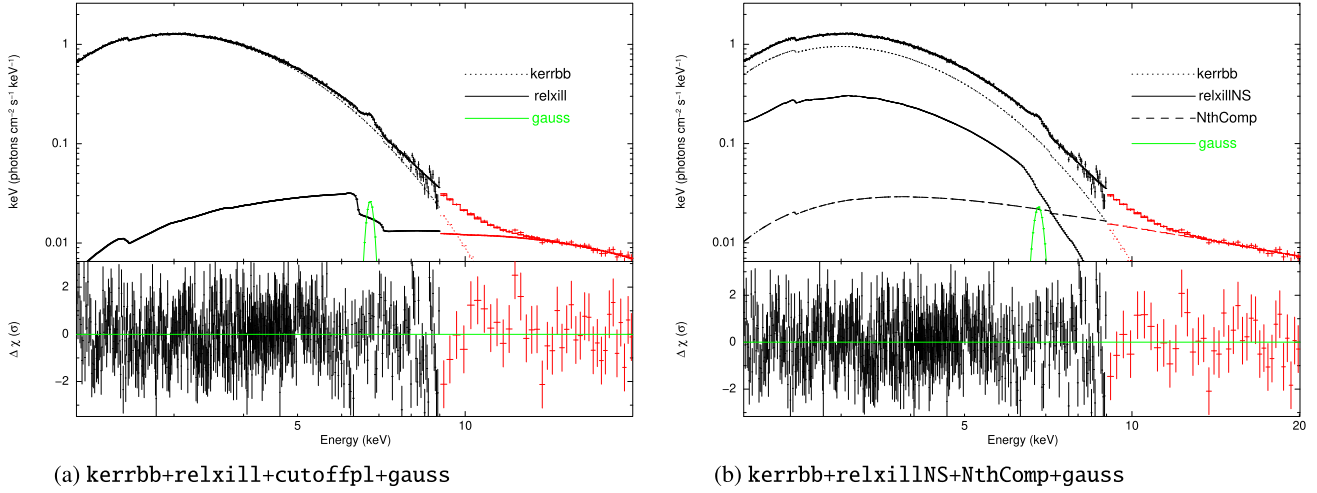 1
0.1
0.01
keV (photons cm⁻² s⁻¹ keV⁻¹)
kerrbb
relxill
gauss
2
0
−2
Δ χ (σ)
5
10
Energy (keV)
(a) kerrbb+relxill+cutoffpl+gauss
1
0.1
0.01
keV (photons cm⁻² s⁻¹ keV⁻¹)
kerrbb
relxillNS
NthComp
gauss
2
0
−2
Δ χ (σ)
5
10
20
Energy (keV)
(b) kerrbb+relxillNS+NthComp+gauss